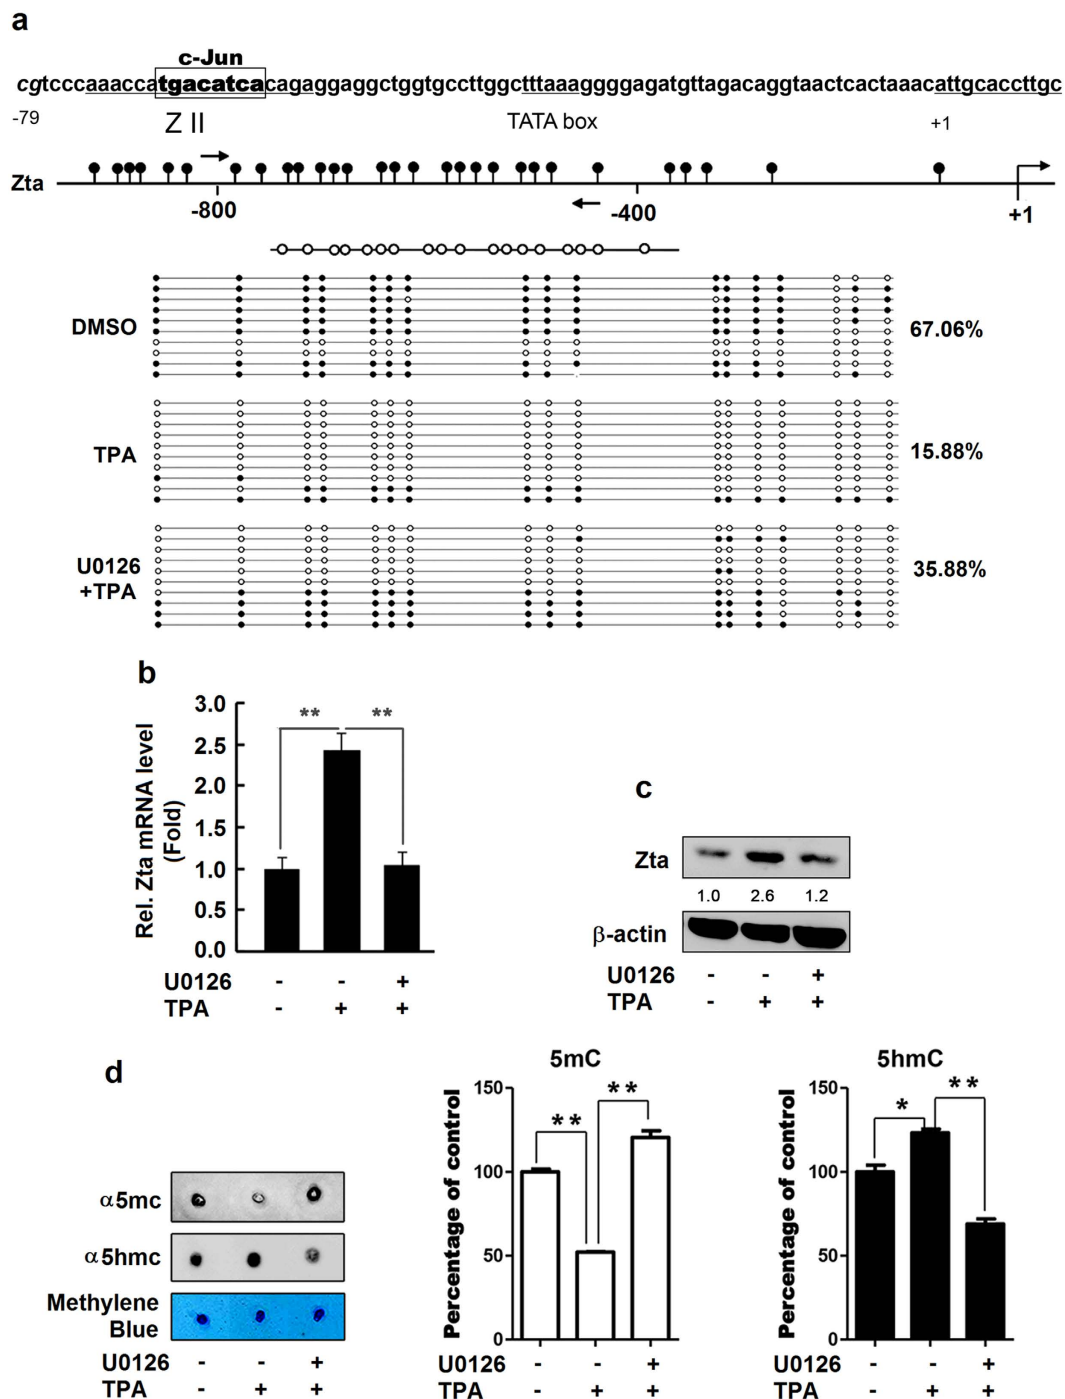 a
c-Jun
cgtcccaaaccatgacatcacagaggaggctggtgccttggctttaaaggggagatgttagacaggtaactcactaaacattgcaccttgc
-79
Z II
TATA box
+1
Zta
-800
-400
+1
DMSO
67.06%
TPA
15.88%
U0126
+TPA
35.88%
b
Rel. Zta mRNA level
(Fold)
3.0
2.5
2.0
1.5
1.0
0.5
0.0
** **
U0126 - - +
TPA - + +
c
Zta
1.0 2.6 1.2
β-actin
U0126 - - +
TPA - + +
d
α5mc
α5hmc
Methylene
Blue
U0126 - - +
TPA - + +
5mC
Percentage of control
150
100
50
0
** **
U0126 - - +
TPA - + +
5hmC
Percentage of control
150
100
50
0
* **
U0126 - - +
TPA - + +